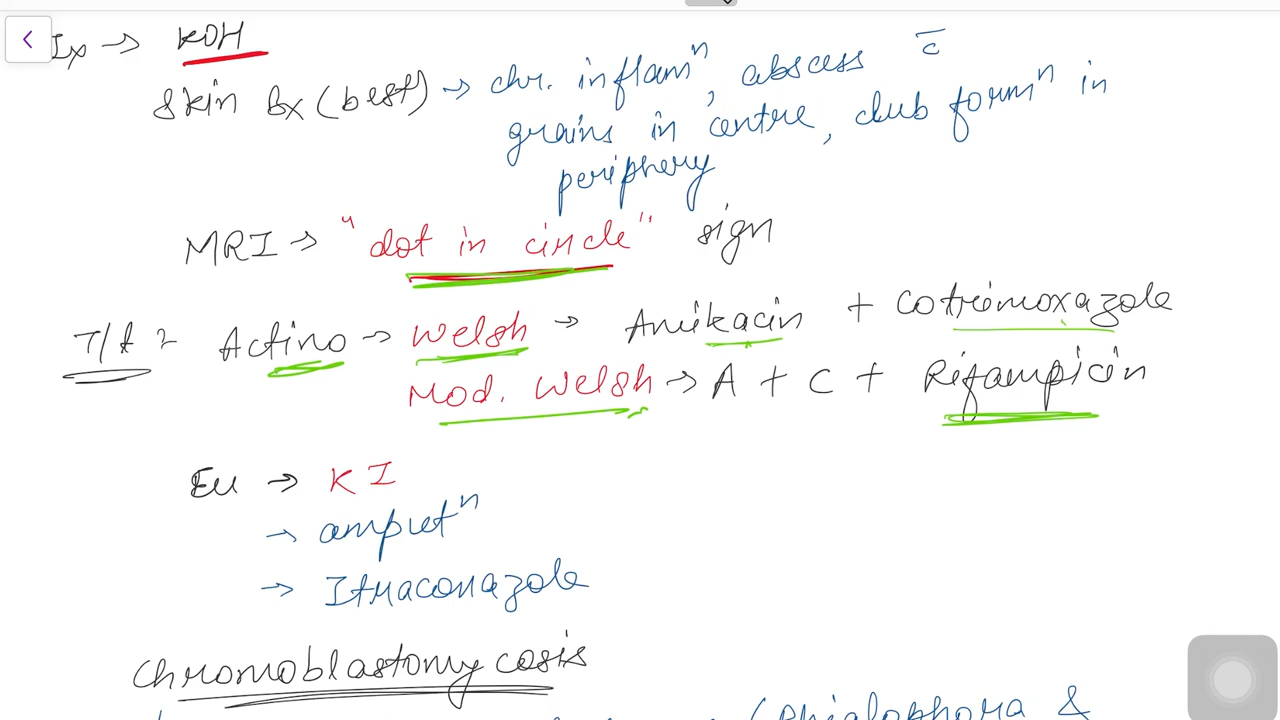 Ix → KOH
Skin Bx (best) → chr. inflamⁿ, abscess c̅
grains in centre, club formⁿ in
periphery
MRI → "dot in circle" sign
T/t : Actino → Welsh → Amikacin + Cotrimoxazole
Mod. Welsh → A + C + Rifampicin
Eu → KI
→ amputⁿ
→ Itraconazole
Chromoblastomycosis
(Phialophora &